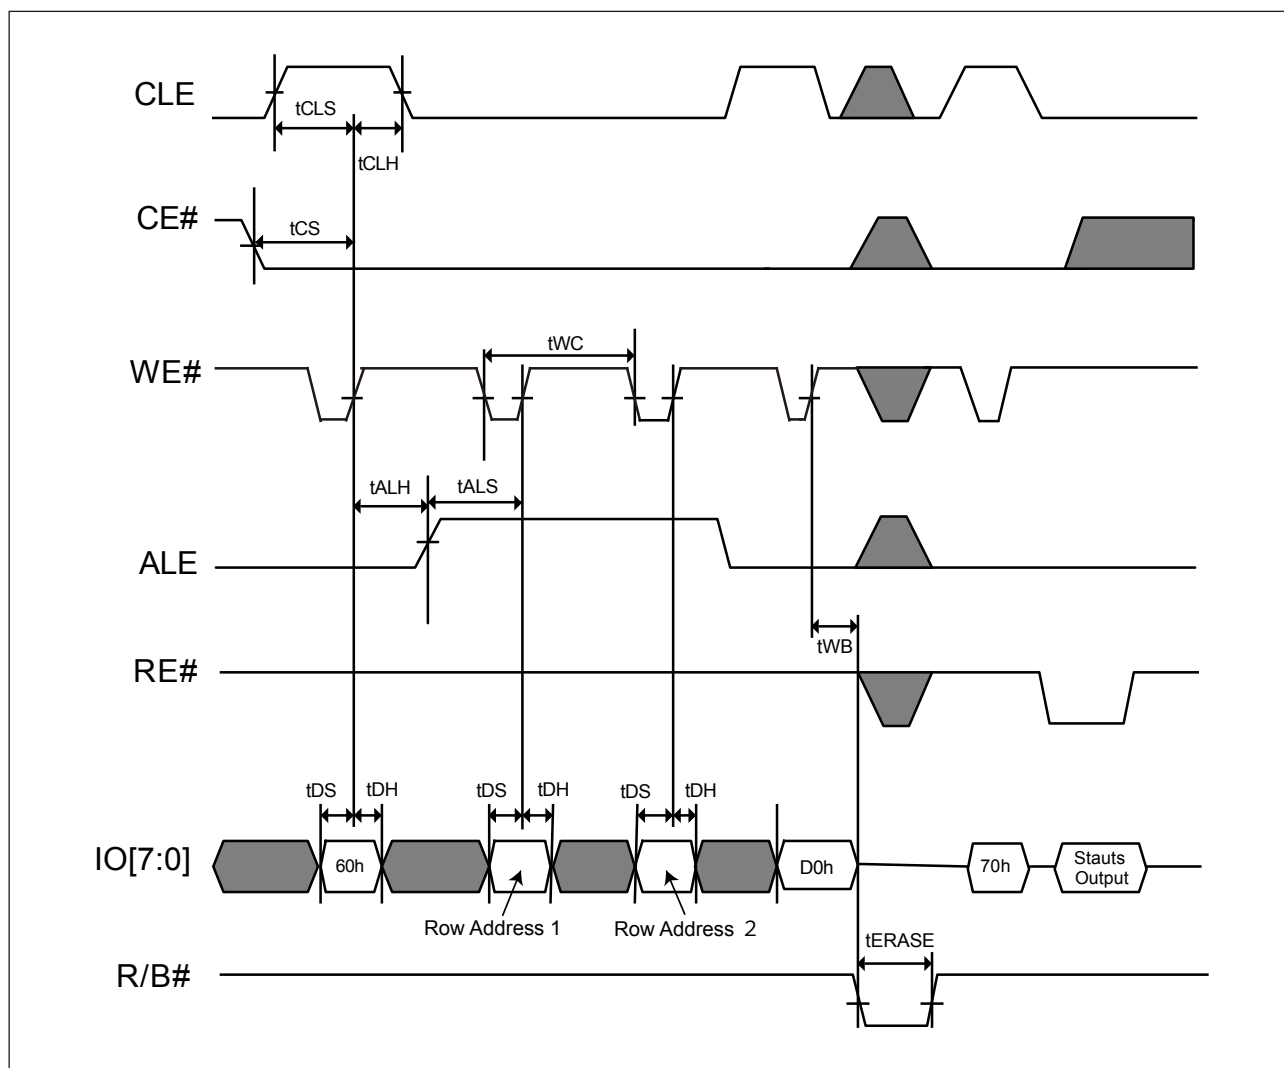 CLE
tCLS
tCLH
CE#
tCS
WE#
tWC
tALH
tALS
ALE
tWB
RE#
tDS
tDH
tDS
tDH
tDS
tDH
IO[7:0]
60h
D0h
70h
Stauts
Output
Row Address 1
Row Address 2
tERASE
R/B#